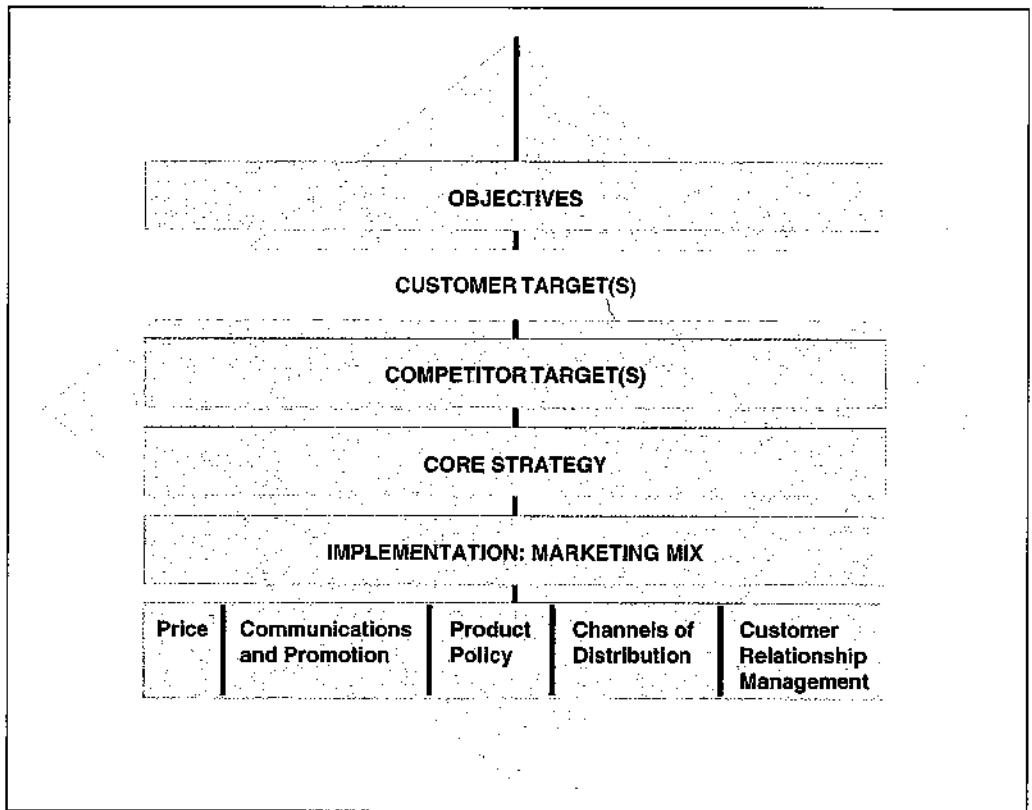 OBJECTIVES
CUSTOMER TARGET(S)
COMPETITOR TARGET(S)
CORE STRATEGY
IMPLEMENTATION: MARKETING MIX
Price
Communications
and Promotion
Product
Policy
Channels of
Distribution
Customer
Relationship
Management